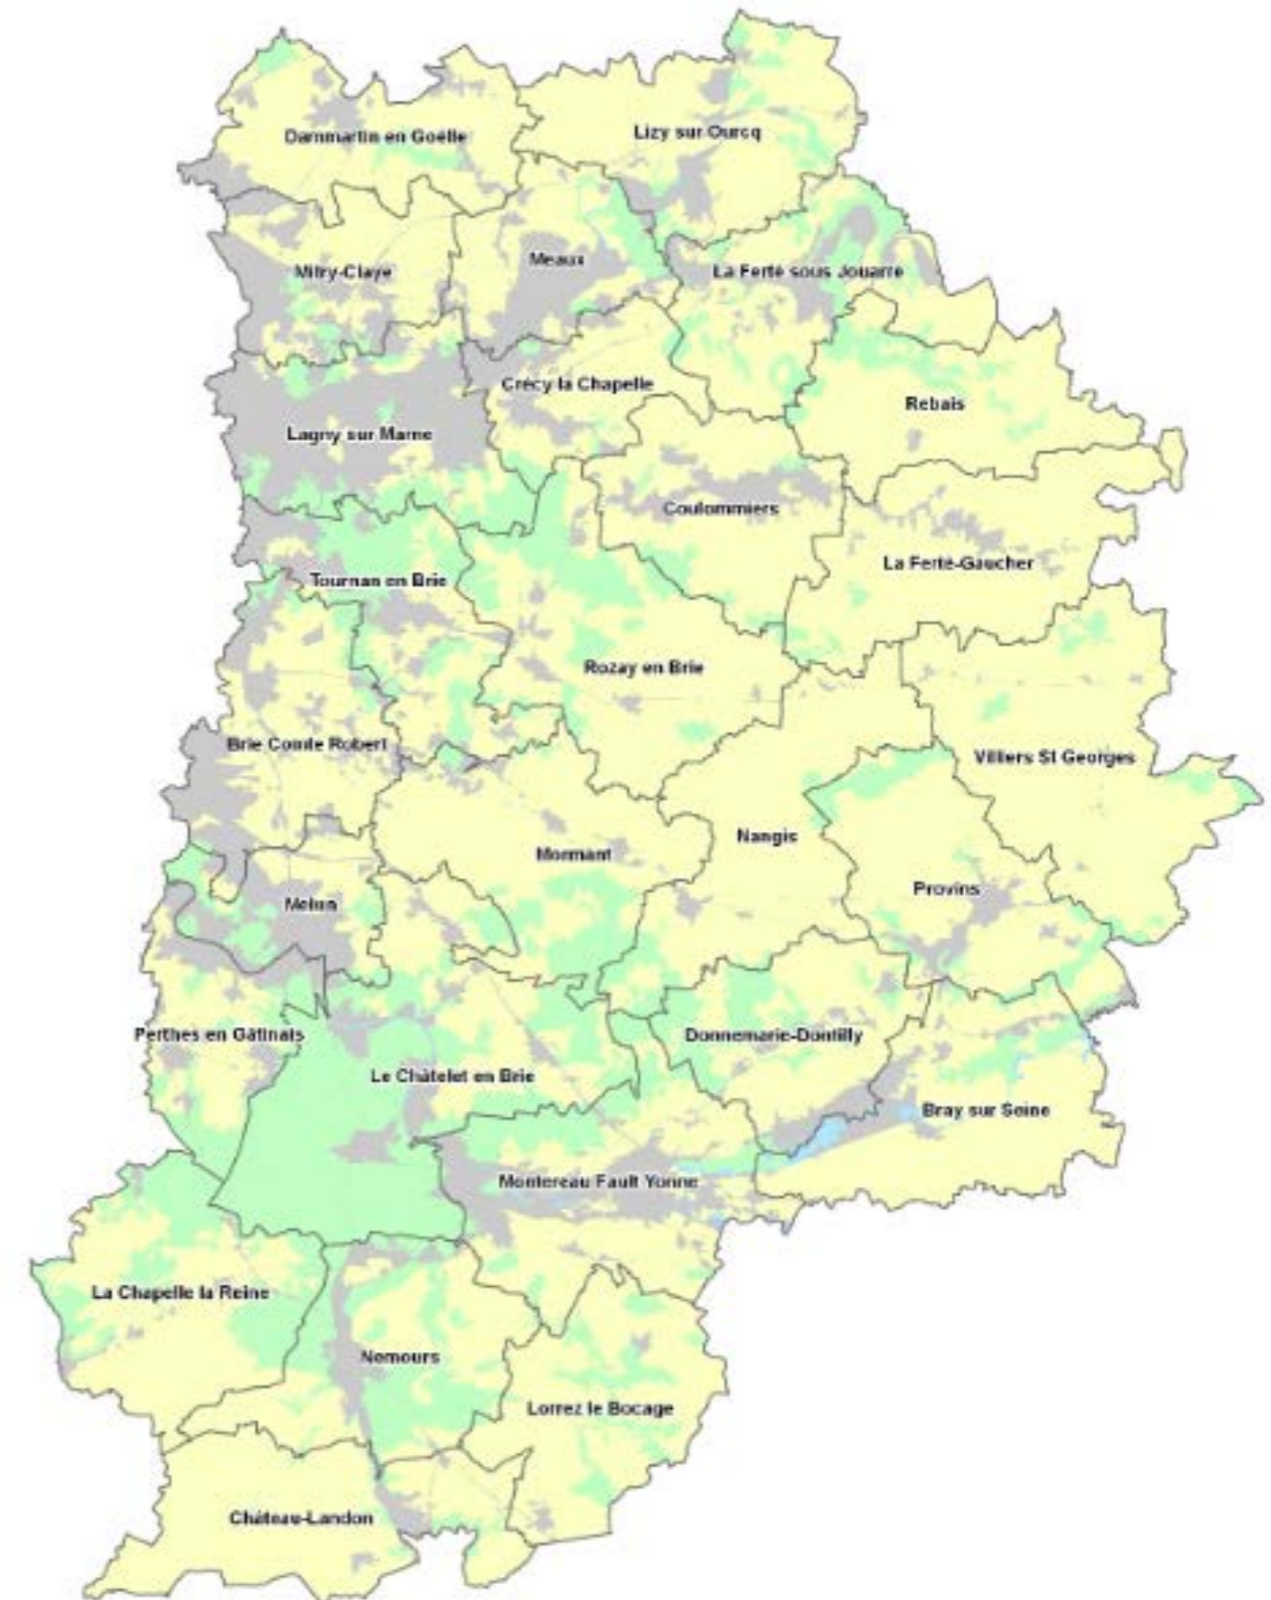 Dammartin en Goëlle
Lizy sur Ourcq
Mitry-Claye
Meaux
La Ferté sous Jouarre
Crécy la Chapelle
Rebais
Lagny sur Marne
Coulommiers
La Ferté-Gaucher
Tournan en Brie
Rozay en Brie
Brie Comte Robert
Villiers St Georges
Nangis
Mormant
Provins
Melun
Perthes en Gâtinais
Donnemarie-Dontilly
Le Châtelet en Brie
Bray sur Seine
Montereau Fault Yonne
La Chapelle la Reine
Nemours
Lorrez le Bocage
Château-Landon